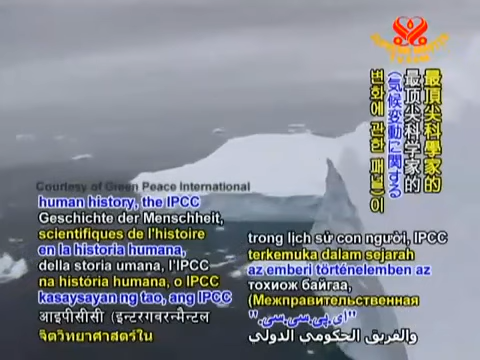 最頂尖科學家的
最顶尖科学家的
(気候変動に関する
변화에 관한 패널)이
Courtesy of Green Peace International
human history, the IPCC
Geschichte der Menschheit,
scientifiques de l'histoire
en la historia humana,
della storia umana, l'IPCC
na história humana, o IPCC
kasaysayan ng tao, ang IPCC
आइपीसीसी (इन्टरगवरन्मैन्टल
จิตวิทยาศาสตร์ใน
trong lịch sử con người, IPCC
terkemuka dalam sejarah
az emberi történelemben az
тохиож байгаа,
(Межправительственная
"ای.پی.سی.سی."
والفريق الحكومي الدولي